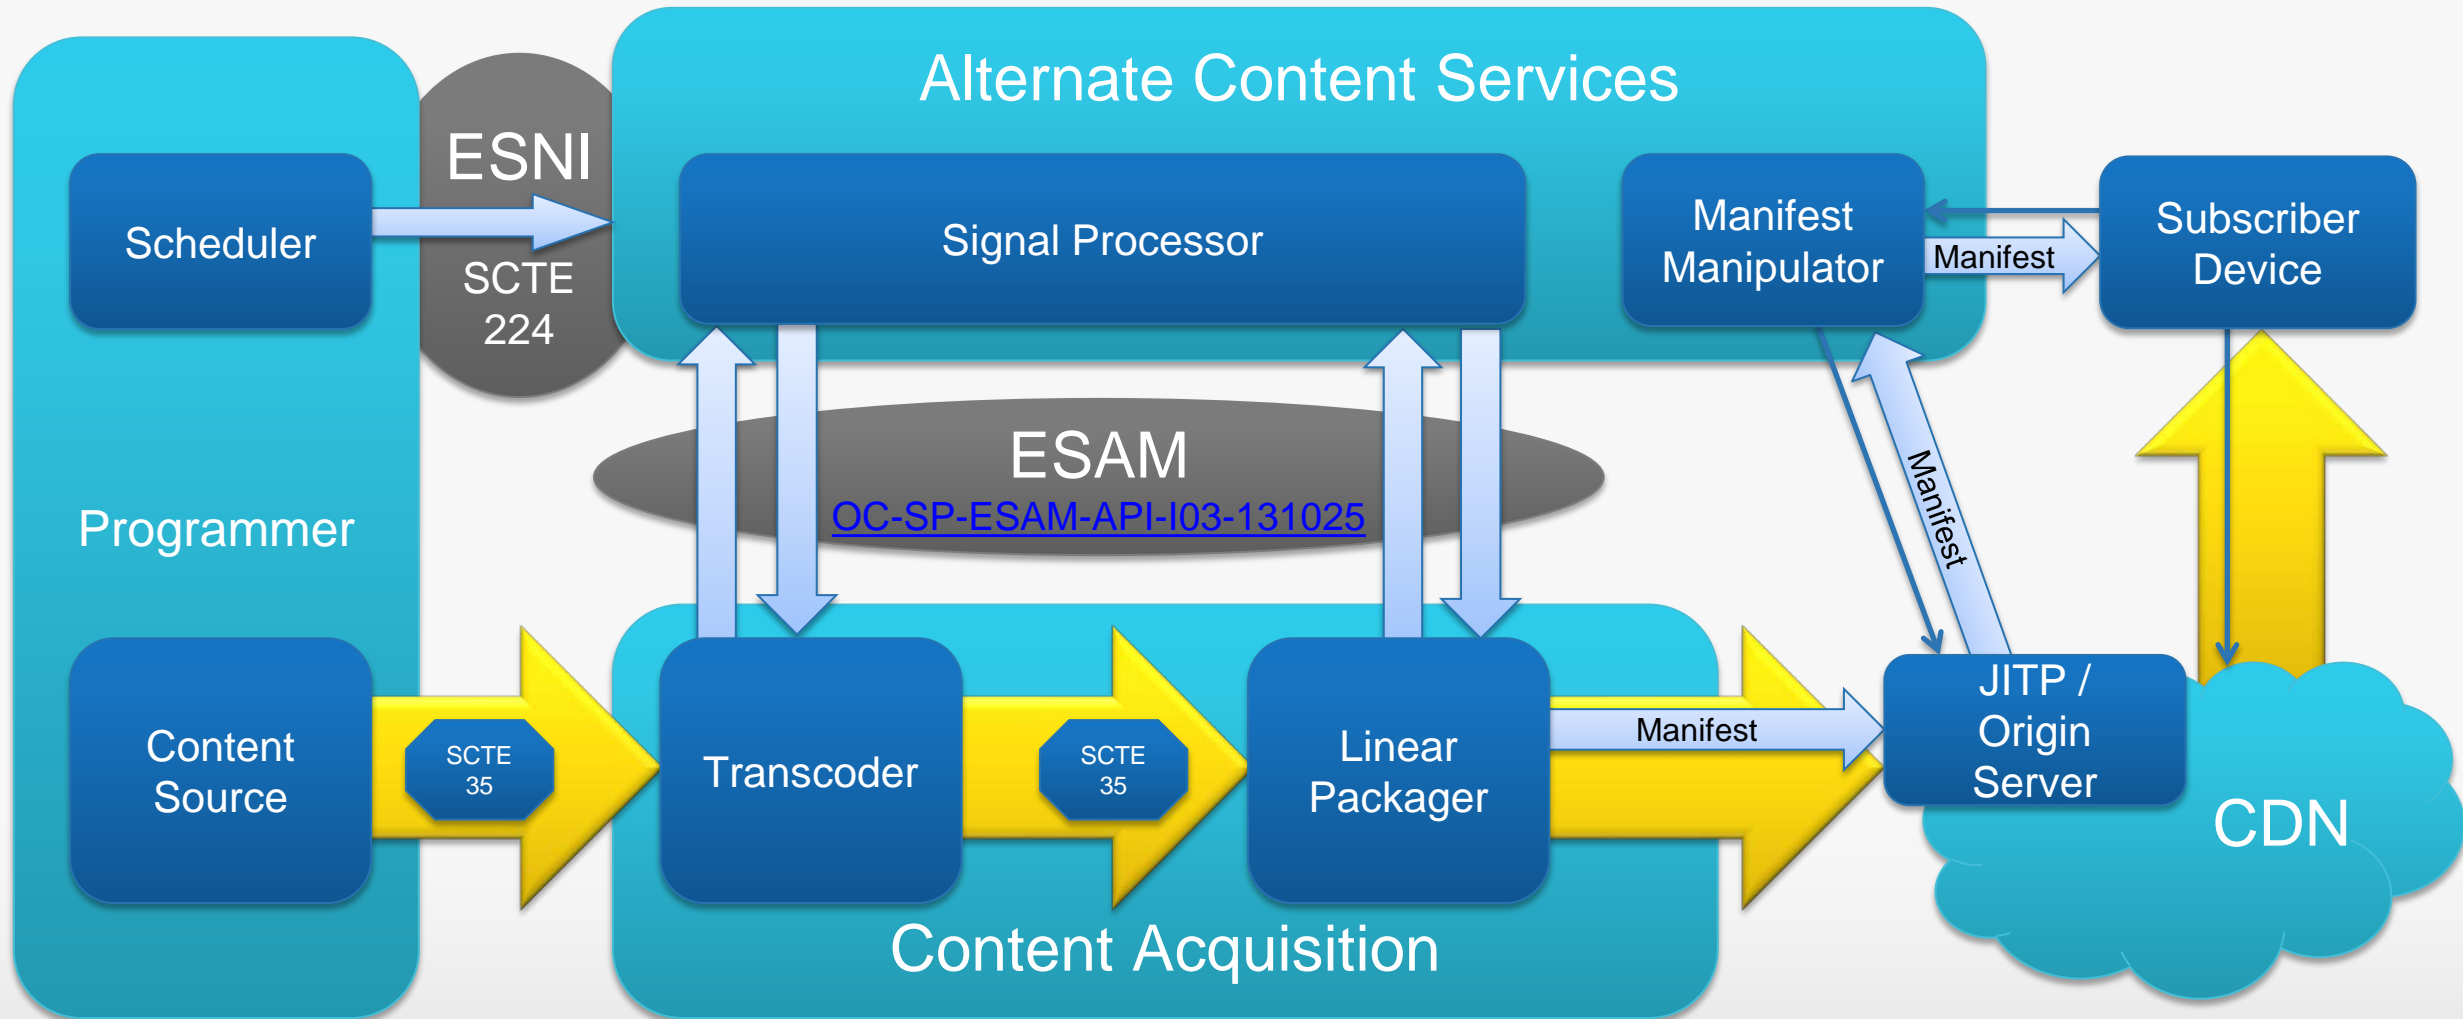 Alternate Content Services
ESNI
SCTE
224
Scheduler
Signal Processor
Manifest
Manipulator
Manifest
Subscriber
Device
ESAM
OC-SP-ESAM-API-I03-131025
Manifest
Programmer
Content
Source
SCTE
35
Transcoder
SCTE
35
Linear
Packager
Manifest
JITP /
Origin
Server
CDN
Content Acquisition